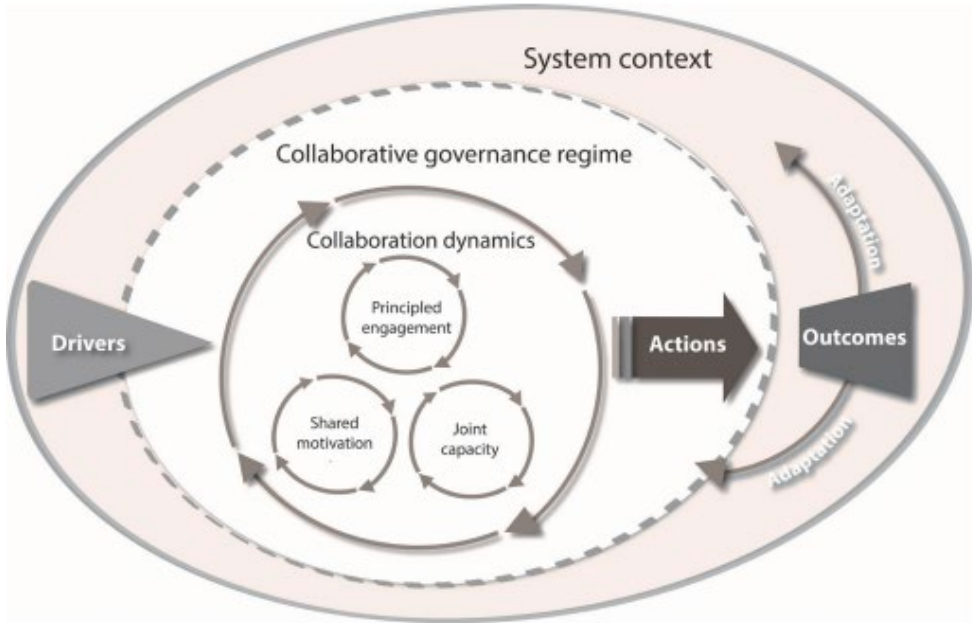 System context
Collaborative governance regime
Collaboration dynamics
Principled
engagement
Shared
motivation
Joint
capacity
Drivers
Actions
Outcomes
Adaptation
Adaptation